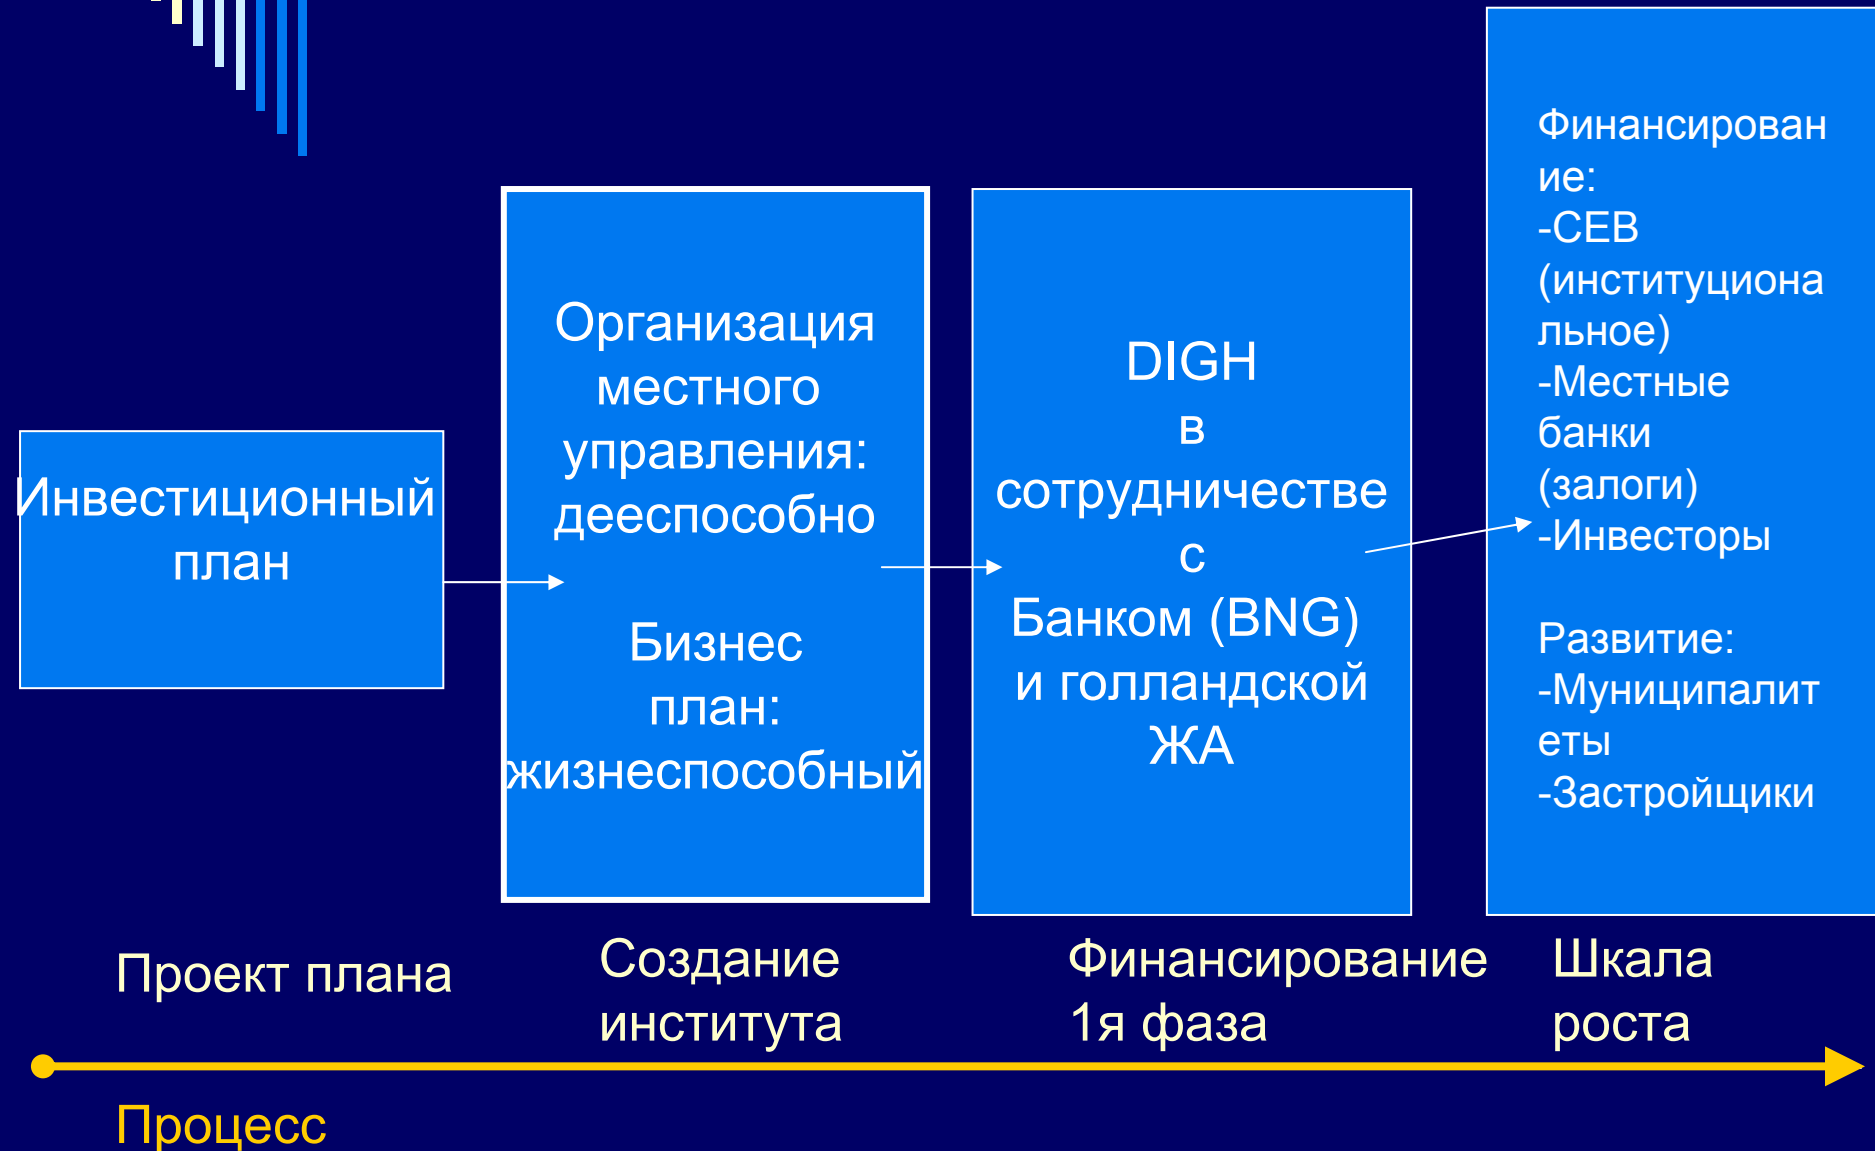 Инвестиционный
план
Организация
местного
управления:
дееспособно
Бизнес
план:
жизнеспособный
DIGH
в
сотрудничестве
с
Банком (BNG)
и голландской
ЖА
Финансирован
ие:
-CEB
(институциона
льное)
-Местные
банки
(залоги)
-Инвесторы
Развитие:
-Муниципалит
еты
-Застройщики
Проект плана
Создание
института
Финансирование
1я фаза
Шкала
роста
Процесс